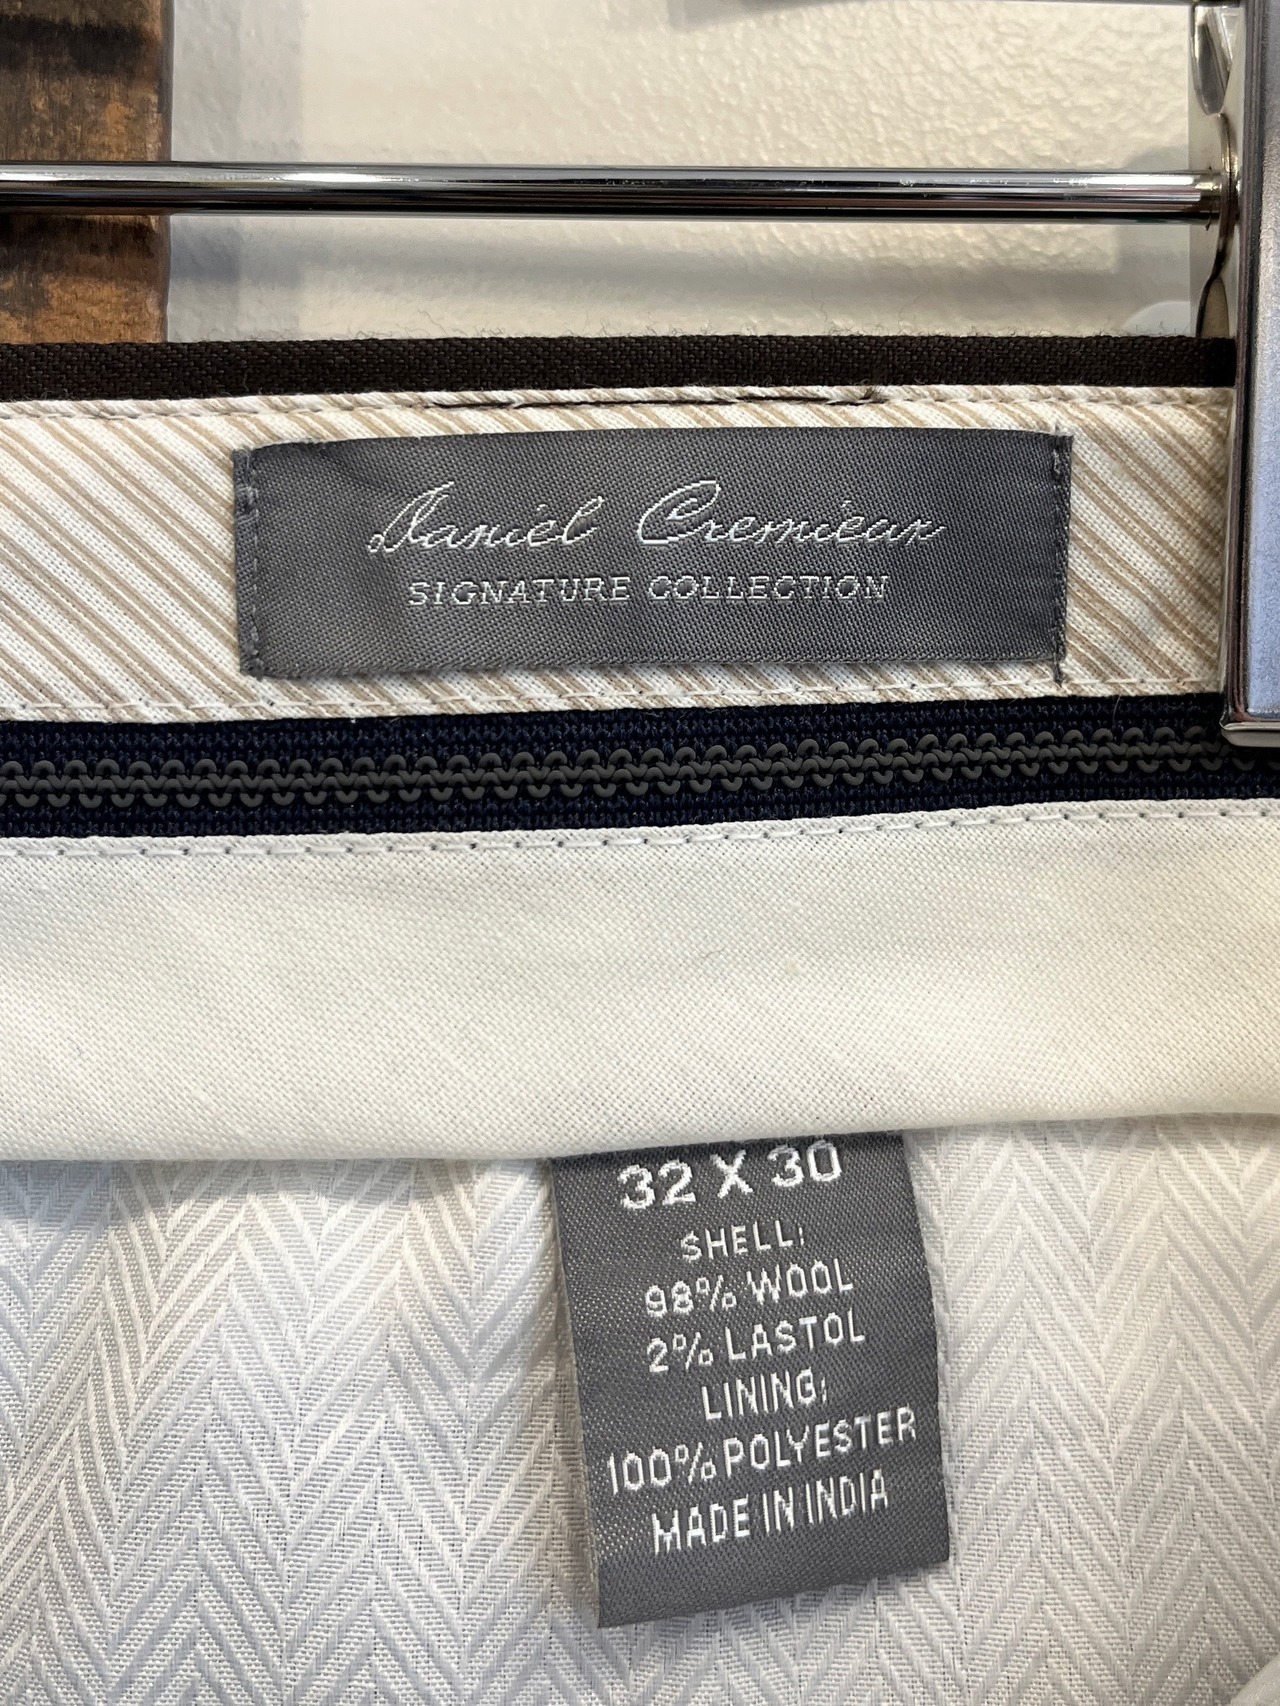 Daniel Cremieux
SIGNATURE COLLECTION
32 X 30
SHELL:
98% WOOL
2% LASTOL
LINING:
100% POLYESTER
MADE IN INDIA